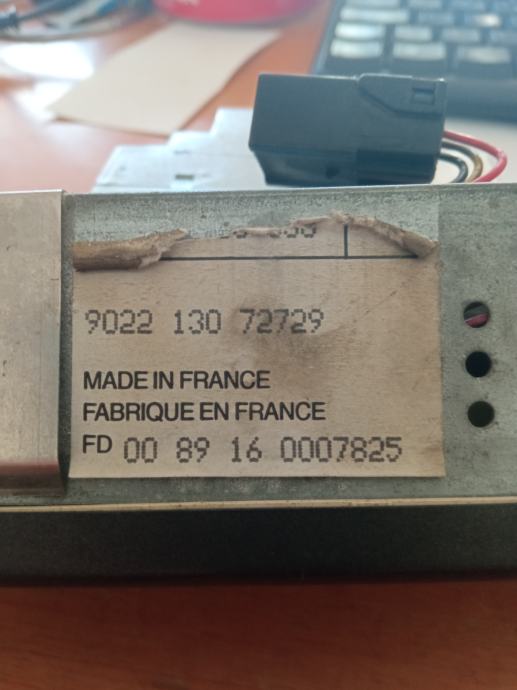 9022 130 72729
MADE IN FRANCE
FABRIQUE EN FRANCE
FD 00 89 16 0007825